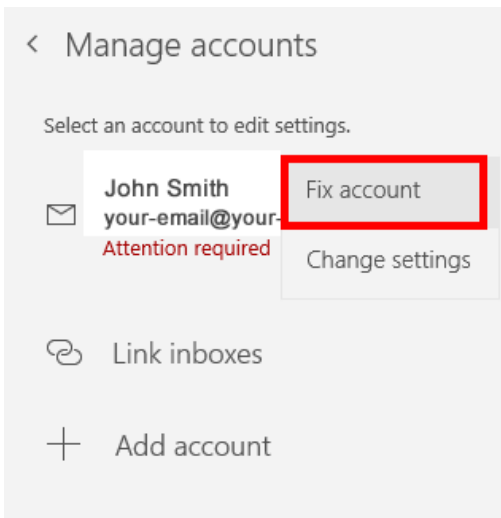 Manage accounts
Select an account to edit settings.
John Smith
your-email@your-
Attention required
Fix account
Change settings
Link inboxes
Add account